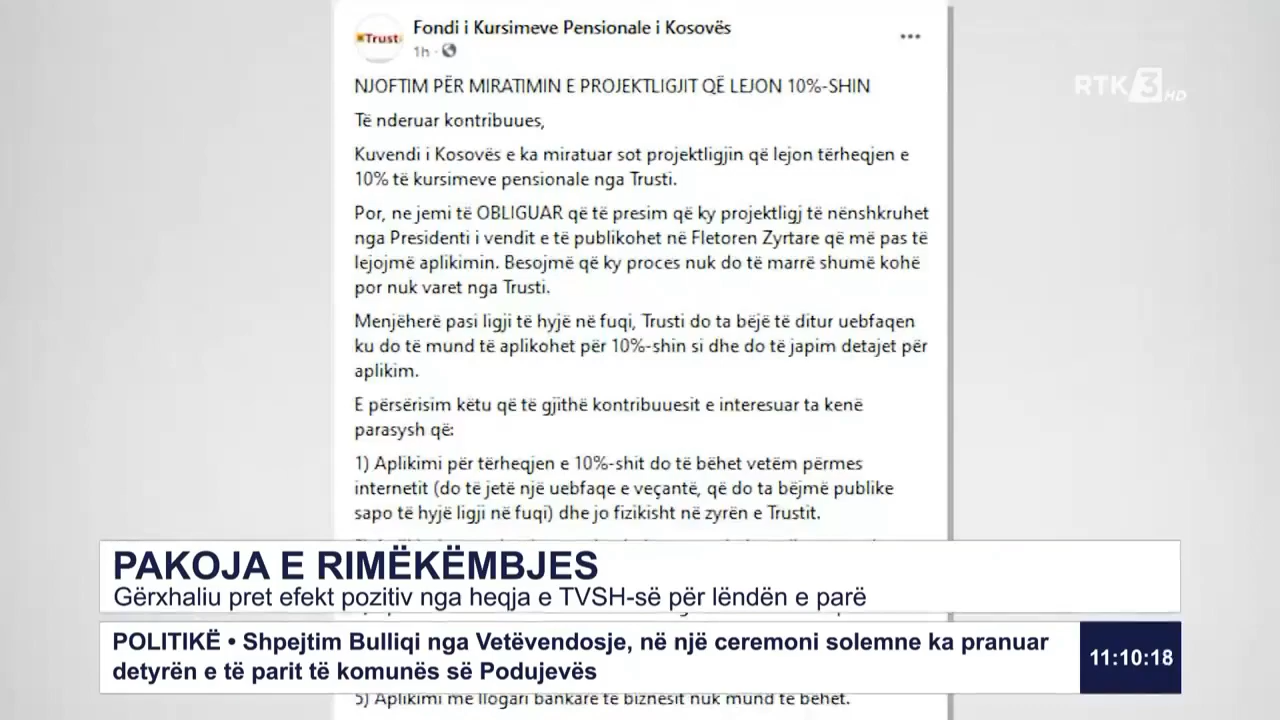 Trust
Fondi i Kursimeve Pensionale i Kosovës
1h
RTK 3 HD
NJOFTIM PËR MIRATIMIN E PROJEKTLIGJIT QË LEJON 10%-SHIN
Të nderuar kontribuues,
Kuvendi i Kosovës e ka miratuar sot projektligjin që lejon tërheqjen e
10% të kursimeve pensionale nga Trusti.
Por, ne jemi të OBLIGUAR që të presim që ky projektligj të nënshkruhet
nga Presidenti i vendit e të publikohet në Fletoren Zyrtare që më pas të
lejojmë aplikimin. Besojmë që ky proces nuk do të marrë shumë kohë
por nuk varet nga Trusti.
Menjëherë pasi ligji të hyjë në fuqi, Trusti do ta bëjë të ditur uebfaqen
ku do të mund të aplikohet për 10%-shin si dhe do të japim detajet për
aplikim.
E përsërisim këtu që të gjithë kontribuuesit e interesuar ta kenë
parasysh që:
1) Aplikimi për tërheqjen e 10%-shit do të bëhet vetëm përmes
internetit (do të jetë një uebfaqe e veçantë, që do ta bëjmë publike
sapo të hyjë ligji në fuqi) dhe jo fizikisht në zyrën e Trustit.
PAKOJA E RIMËKËMBJES
Gërxhaliu pret efekt pozitiv nga heqja e TVSH-së për lëndën e parë
POLITIKË • Shpejtim Bulliqi nga Vetëvendosje, në një ceremoni solemne ka pranuar
detyrën e të parit të komunës së Podujevës
11:10:18
5) Aplikimi me llogari bankare të biznesit nuk mund të bëhet.